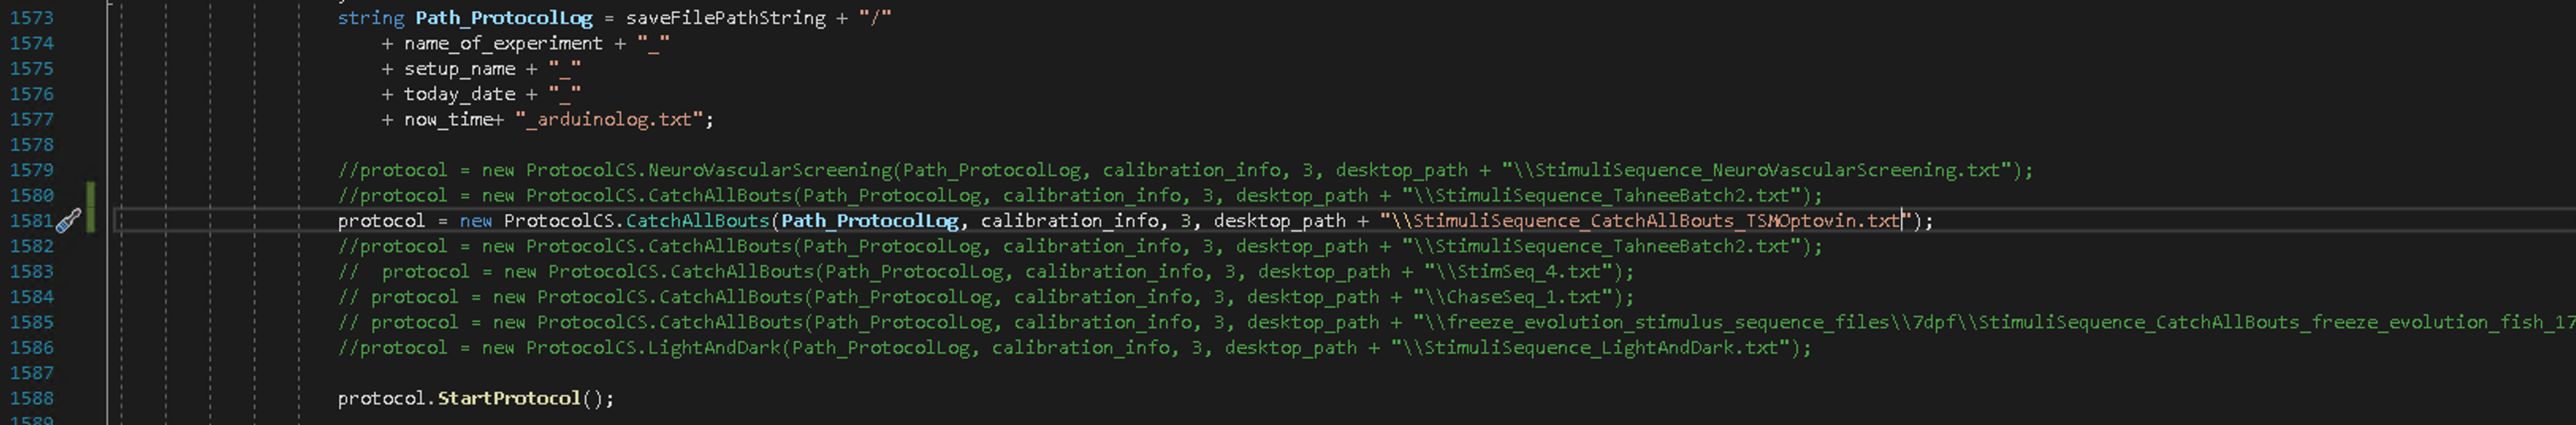 1573 string Path_ProtocolLog = saveFilePathString + "/"
1574 + name_of_experiment + "_"
1575 + setup_name + "_"
1576 + today_date + "_"
1577 + now_time+ "_arduinolog.txt";
1578
1579 //protocol = new ProtocolCS.NeuroVascularScreening(Path_ProtocolLog, calibration_info, 3, desktop_path + "\\StimuliSequence_NeuroVascularScreening.txt");
1580 //protocol = new ProtocolCS.CatchAllBouts(Path_ProtocolLog, calibration_info, 3, desktop_path + "\\StimuliSequence_TahneeBatch2.txt");
1581 protocol = new ProtocolCS.CatchAllBouts(Path_ProtocolLog, calibration_info, 3, desktop_path + "\\StimuliSequence_CatchAllBouts_TSMOptovin.txt");
1582 //protocol = new ProtocolCS.CatchAllBouts(Path_ProtocolLog, calibration_info, 3, desktop_path + "\\StimuliSequence_TahneeBatch2.txt");
1583 //  protocol = new ProtocolCS.CatchAllBouts(Path_ProtocolLog, calibration_info, 3, desktop_path + "\\StimSeq_4.txt");
1584 // protocol = new ProtocolCS.CatchAllBouts(Path_ProtocolLog, calibration_info, 3, desktop_path + "\\ChaseSeq_1.txt");
1585 // protocol = new ProtocolCS.CatchAllBouts(Path_ProtocolLog, calibration_info, 3, desktop_path + "\\freeze_evolution_stimulus_sequence_files\\7dpf\\StimuliSequence_CatchAllBouts_freeze_evolution_fish_17
1586 //protocol = new ProtocolCS.LightAndDark(Path_ProtocolLog, calibration_info, 3, desktop_path + "\\StimuliSequence_LightAndDark.txt");
1587
1588 protocol.StartProtocol();